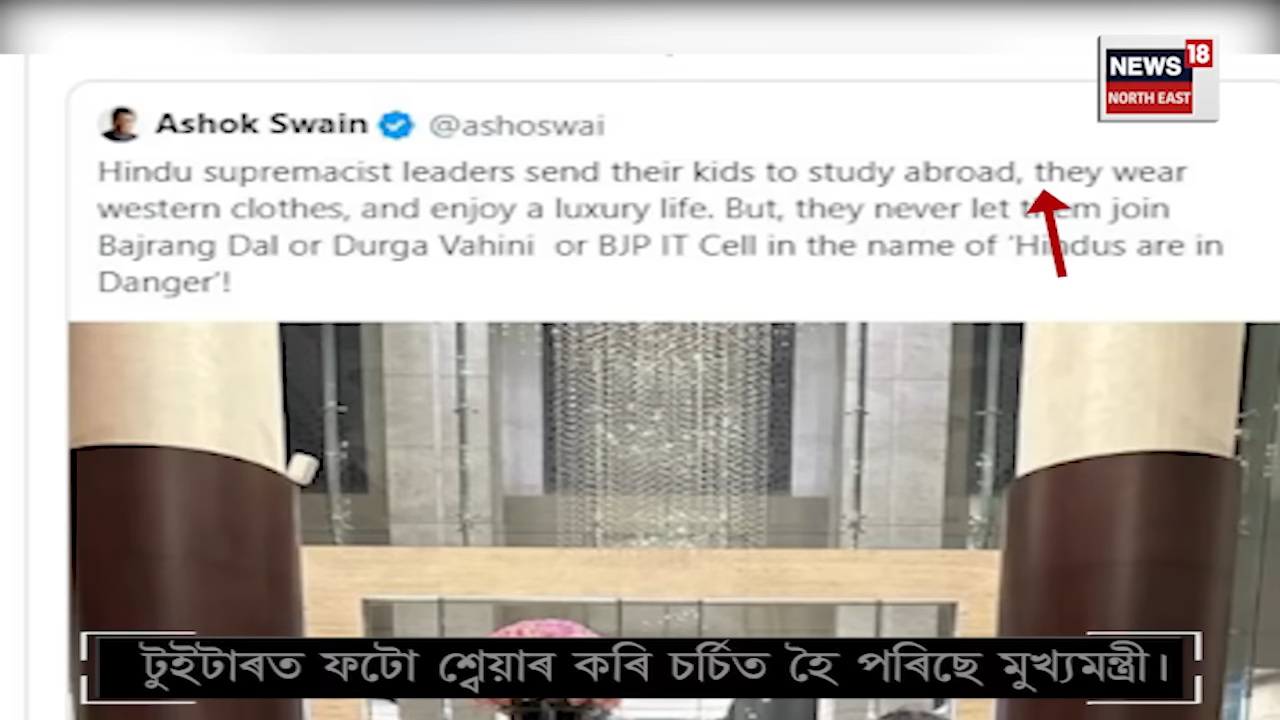 NEWS 18
NORTH EAST
Ashok Swain @ashoswai
Hindu supremacist leaders send their kids to study abroad, they wear
western clothes, and enjoy a luxury life. But, they never let them join
Bajrang Dal or Durga Vahini or BJP IT Cell in the name of 'Hindus are in
Danger'!
টুইটাৰত ফটো শ্বেয়াৰ কৰি চৰ্চিত হৈ পৰিছে মুখ্যমন্ত্ৰী।